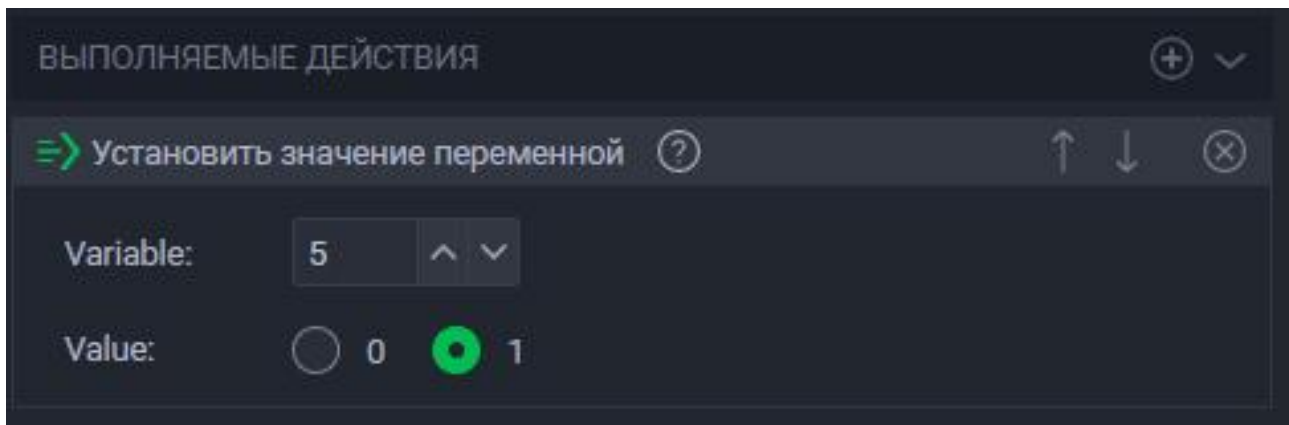 ВЫПОЛНЯЕМЫЕ ДЕЙСТВИЯ
Установить значение переменной ?
Variable: 5
Value: 0 1